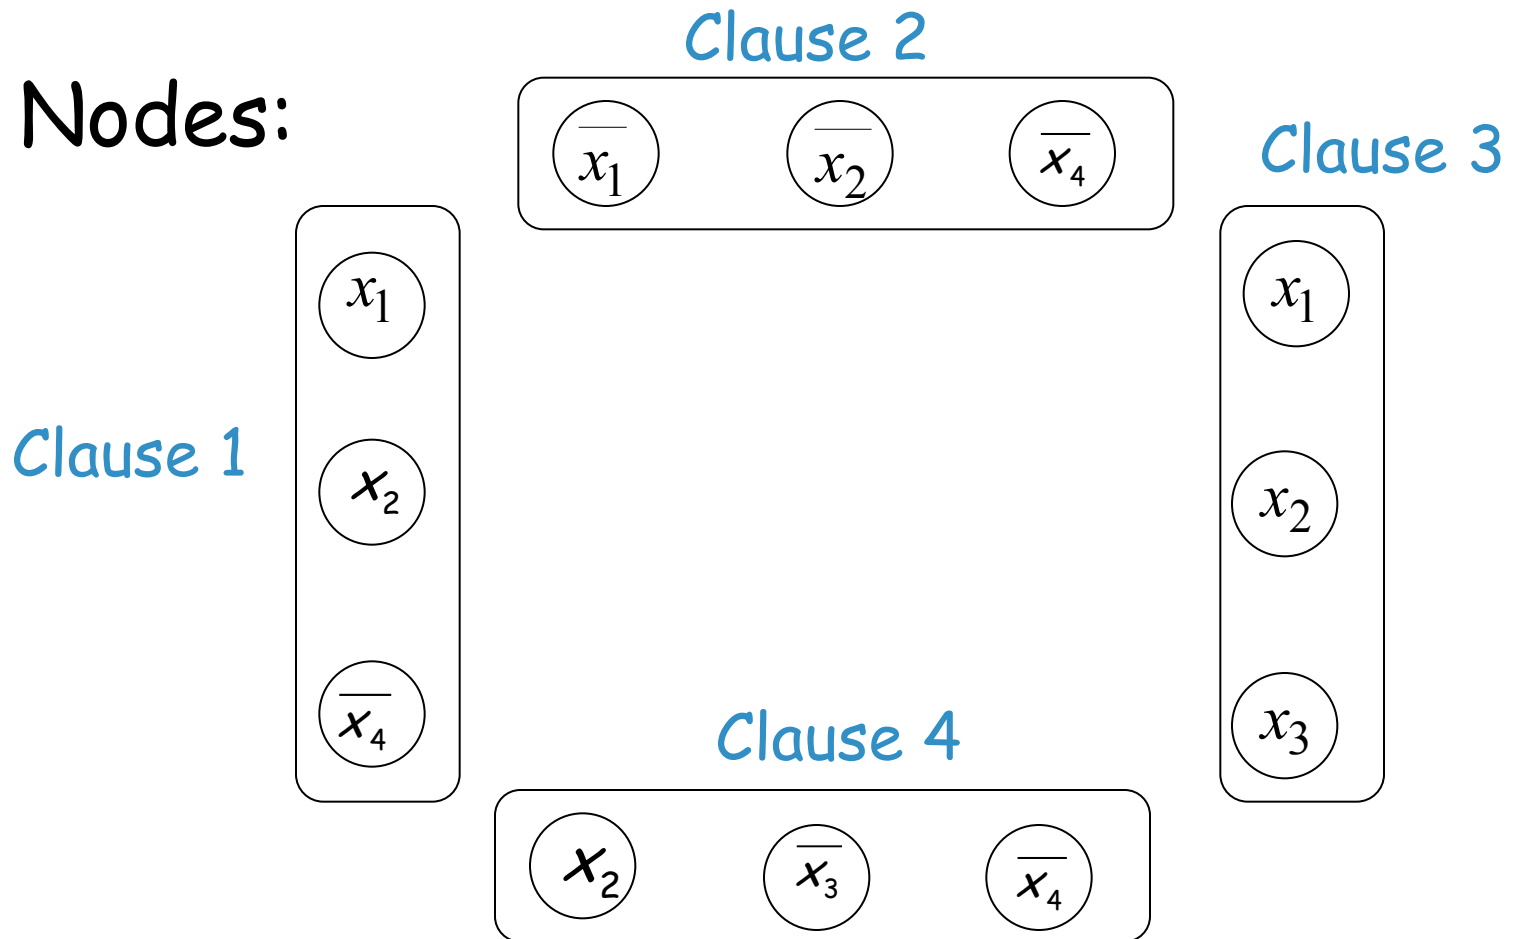 Nodes:
Clause 2
x̅₁ x̅₂ x̅₄
Clause 1
x₁
x₂
x̅₄
Clause 3
x₁
x₂
x₃
Clause 4
x₂ x̅₃ x̅₄